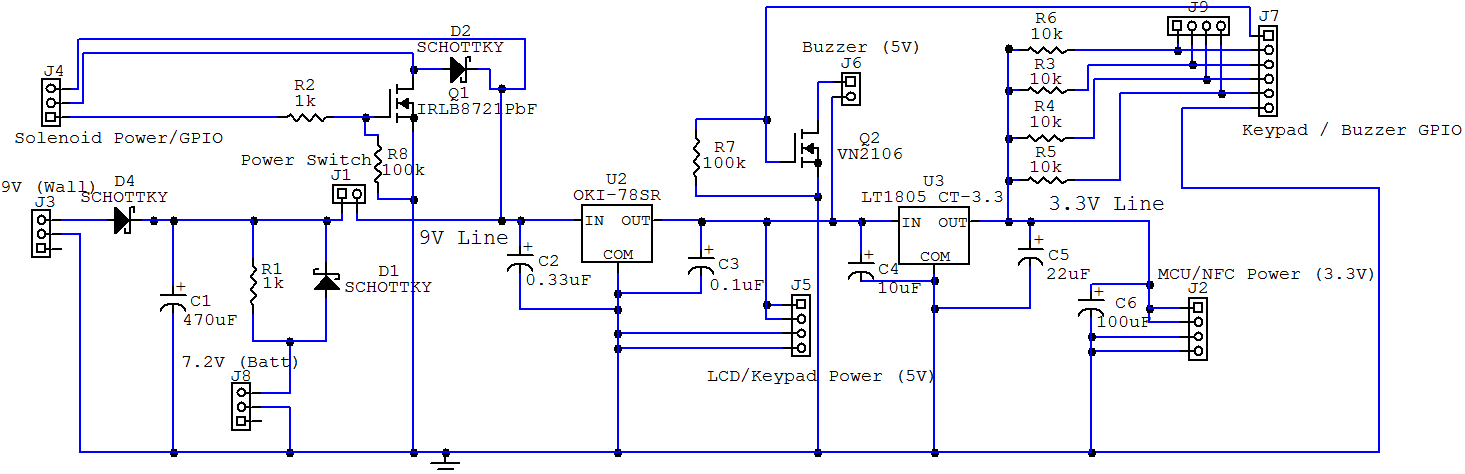 J4
Solenoid Power/GPIO
R2
1k
D2
SCHOTTKY
Q1
IRLB8721PbF
R8
100k
Power Switch
J1
9V (Wall)
J3
D4
SCHOTTKY
C1
470uF
R1
1k
D1
SCHOTTKY
7.2V (Batt)
J8
9V Line
C2
0.33uF
U2
OKI-78SR
IN OUT
COM
C3
0.1uF
R7
100k
Buzzer (5V)
J6
Q2
VN2106
J5
LCD/Keypad Power (5V)
C4
10uF
U3
LT1805 CT-3.3
IN OUT
COM
3.3V Line
C5
22uF
R6
10k
R3
10k
R4
10k
R5
10k
J9
J7
Keypad / Buzzer GPIO
MCU/NFC Power (3.3V)
J2
C6
100uF